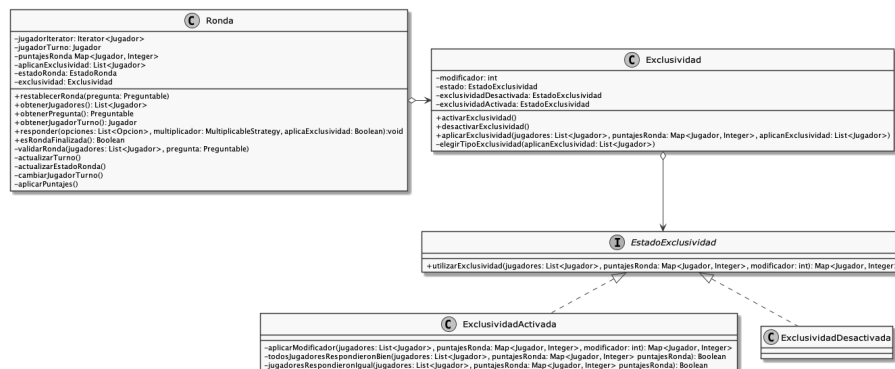 C Ronda
-jugadorIterator: Iterator<Jugador>
-jugadorTurno: Jugador
-puntajesRonda Map<Jugador, Integer>
-aplicanExclusividad: List<Jugador>
-estadoRonda: EstadoRonda
-exclusividad: Exclusividad
+restablecerRonda(pregunta: Preguntable)
+obtenerJugadores(): List<Jugador>
+obtenerPregunta(): Preguntable
+obtenerJugadorTurno(): Jugador
+responder(opciones: List<Opcion>, multiplicador: MultiplicableStrategy, aplicaExclusividad: Boolean):void
+esRondaFinalizada(): Boolean
-validarRonda(jugadores: List<Jugador>, pregunta: Preguntable)
-actualizarTurno()
-actualizarEstadoRonda()
-cambiarJugadorTurno()
-aplicarPuntajes()
C Exclusividad
-modificador: int
-estado: EstadoExclusividad
-exclusividadDesactivada: EstadoExclusividad
-exclusividadActivada: EstadoExclusividad
+activarExclusividad()
+desactivarExclusividad()
+aplicarExclusividad(jugadores: List<Jugador>, puntajesRonda: Map<Jugador, Integer>, aplicanExclusividad: List<Jugador>)
-elegirTipoExclusividad(aplicanExclusividad: List<Jugador>)
I EstadoExclusividad
+utilizarExclusividad(jugadores: List<Jugador>, puntajesRonda: Map<Jugador, Integer>, modificador: int): Map<Jugador, Integer>
C ExclusividadActivada
-aplicarModificador(jugadores: List<Jugador>, puntajesRonda: Map<Jugador, Integer>, modificador: int): Map<Jugador, Integer>
-todosJugadoresRespondieronBien(jugadores: List<Jugador>, puntajesRonda: Map<Jugador, Integer> puntajesRonda): Boolean
-jugadoresRespondieronIgual(jugadores: List<Jugador>, puntajesRonda: Map<Jugador, Integer> puntajesRonda): Boolean
C ExclusividadDesactivada